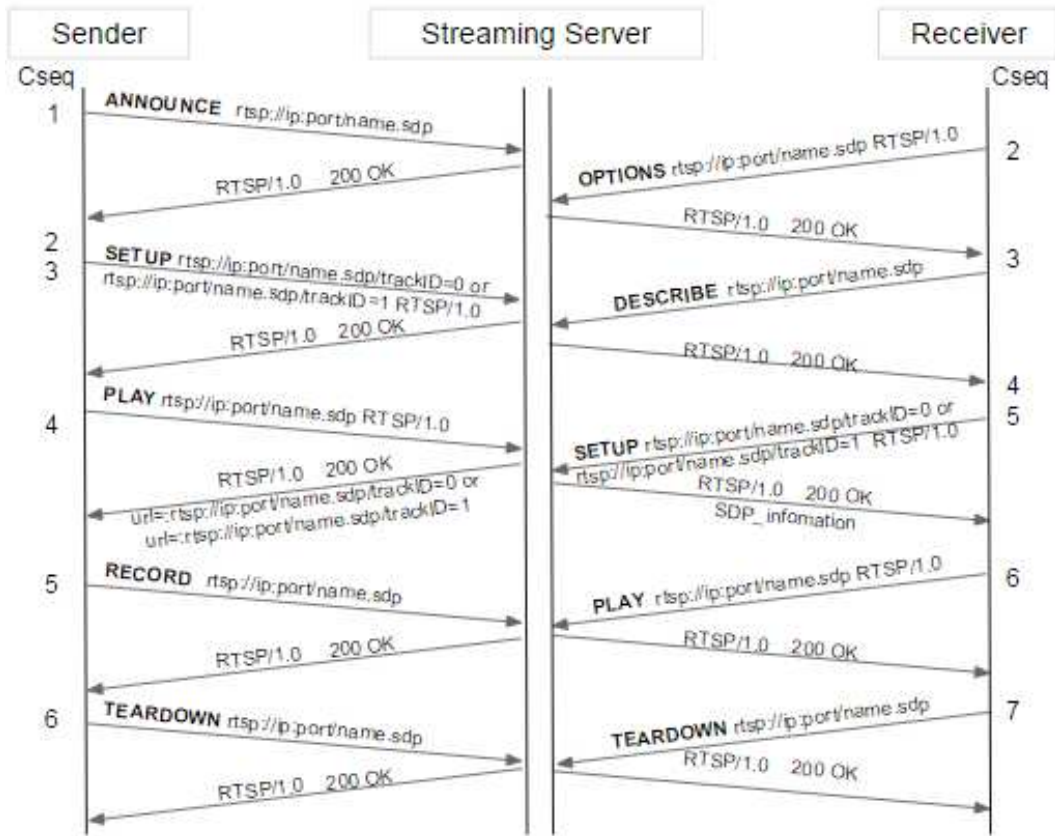 Sender
Streaming Server
Receiver
Cseq
Cseq
1
ANNOUNCE rtsp://ip:port/name.sdp
RTSP/1.0 200 OK
2
3
SETUP rtsp://ip:port/name.sdp/trackID=0 or
rtsp://ip:port/name.sdp/trackID=1 RTSP/1.0
RTSP/1.0 200 OK
4
PLAY rtsp://ip:port/name.sdp RTSP/1.0
RTSP/1.0 200 OK
url=:rtsp://ip:port/name.sdp/trackID=0 or
url=:rtsp://ip:port/name.sdp/trackID=1
5
RECORD rtsp://ip:port/name.sdp
RTSP/1.0 200 OK
6
TEARDOWN rtsp://ip:port/name.sdp
RTSP/1.0 200 OK
2
OPTIONS rtsp://ip:port/name.sdp RTSP/1.0
RTSP/1.0 200 OK
3
DESCRIBE rtsp://ip:port/name.sdp
RTSP/1.0 200 OK
4
5
SETUP rtsp://ip:port/name.sdp/trackID=0 or
rtsp://ip:port/name.sdp/trackID=1 RTSP/1.0
RTSP/1.0 200 OK
SDP_infomation
6
PLAY rtsp://ip:port/name.sdp RTSP/1.0
RTSP/1.0 200 OK
7
TEARDOWN rtsp://ip:port/name.sdp
RTSP/1.0 200 OK